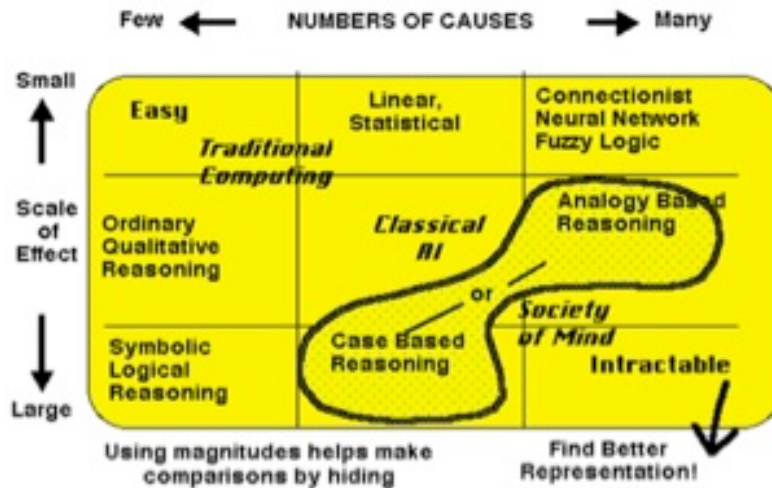 Few NUMBERS OF CAUSES Many
Small
Easy
Linear,
Statistical
Connectionist
Neural Network
Fuzzy Logic
Traditional
Computing
Scale
of
Effect
Ordinary
Qualitative
Reasoning
Classical
AI
Analogy Based
Reasoning
or
Society
of Mind
Symbolic
Logical
Reasoning
Case Based
Reasoning
Intractable
Large
Using magnitudes helps make
comparisons by hiding
Find Better
Representation!